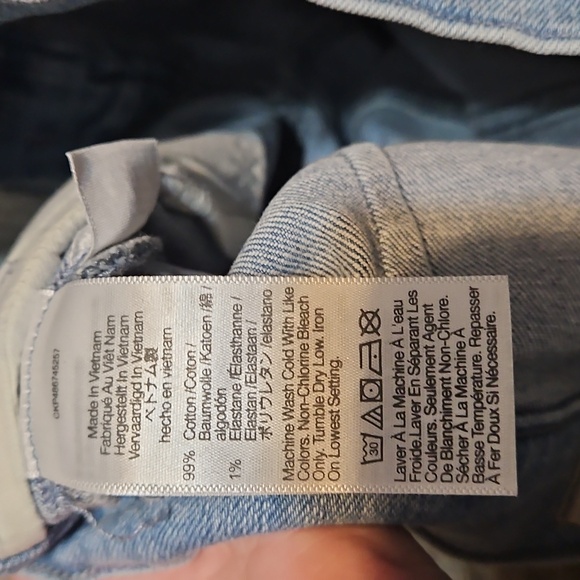 CKP486745257
Made In Vietnam
Fabriqué Au Việt Nam
Hergestellt In Vietnam
Vervaardigd In Vietnam
ベトナム製
hecho en vietnam
99% Cotton /Coton /
Baumwolle /Katoen /綿 /
algodón
1% Elastane /Elasthanne /
Elastan /Elastaan /
ポリウレタン /elastano
Machine Wash Cold With Like
Colors. Non-Chlorine Bleach
Only. Tumble Dry Low. Iron
On Lowest Setting.
30
Laver À La Machine À L'eau
Froide.Laver En Séparant Les
Couleurs. Seulement Agent
De Blanchiment Non-Chlore.
Sécher À La Machine À
Basse Température. Repasser
À Fer Doux Si Nécessaire.